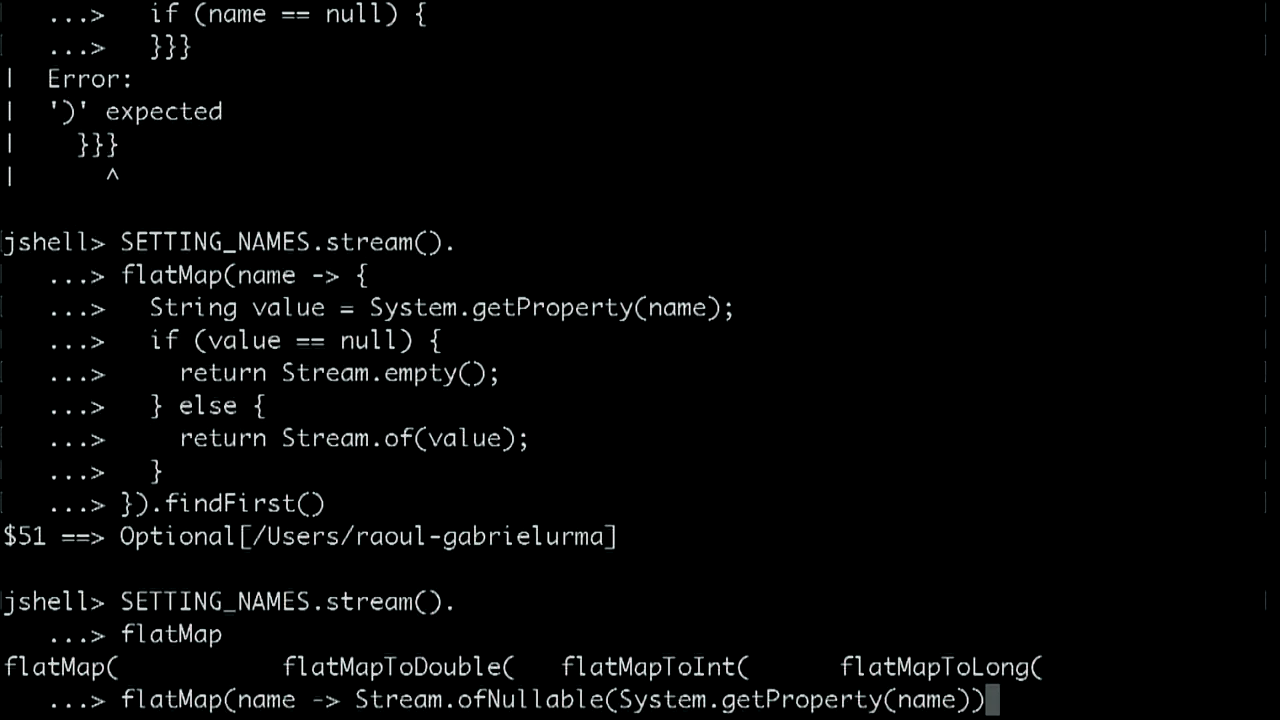 ...> if (name == null) {
...> }}}
| Error:
| ')' expected
| }}}
| ^
jshell> SETTING_NAMES.stream().
...> flatMap(name -> {
...> String value = System.getProperty(name);
...> if (value == null) {
...> return Stream.empty();
...> } else {
...> return Stream.of(value);
...> }
...> }).findFirst()
$51 ==> Optional[/Users/raoul-gabrielurma]
jshell> SETTING_NAMES.stream().
...> flatMap
flatMap( flatMapToDouble( flatMapToInt( flatMapToLong(
...> flatMap(name -> Stream.ofNullable(System.getProperty(name))